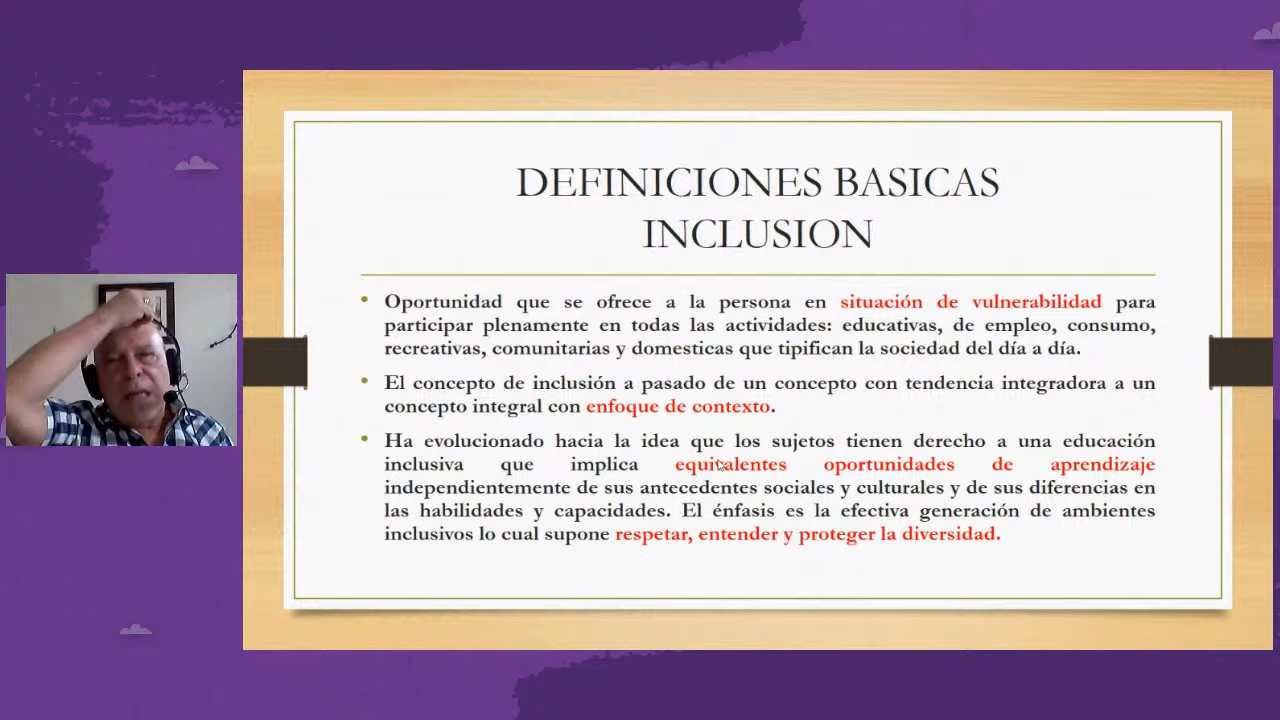 DEFINICIONES BASICAS
INCLUSION
• Oportunidad que se ofrece a la persona en situación de vulnerabilidad para
participar plenamente en todas las actividades: educativas, de empleo, consumo,
recreativas, comunitarias y domesticas que tipifican la sociedad del día a día.
• El concepto de inclusión a pasado de un concepto con tendencia integradora a un
concepto integral con enfoque de contexto.
• Ha evolucionado hacia la idea que los sujetos tienen derecho a una educación
inclusiva que implica equivalentes oportunidades de aprendizaje
independientemente de sus antecedentes sociales y culturales y de sus diferencias en
las habilidades y capacidades. El énfasis es la efectiva generación de ambientes
inclusivos lo cual supone respetar, entender y proteger la diversidad.